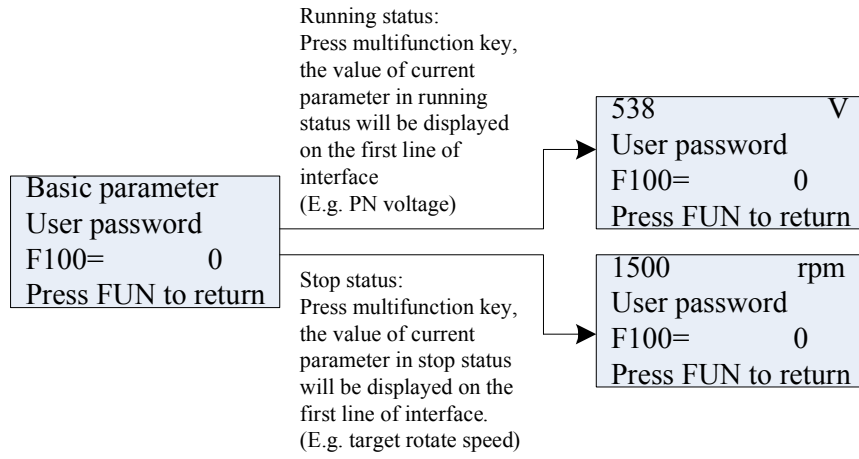 Running status:
Press multifunction key,
the value of current
parameter in running
status will be displayed
on the first line of
interface
(E.g. PN voltage)
Basic parameter
User password
F100= 0
Press FUN to return
538 V
User password
F100= 0
Press FUN to return
Stop status:
Press multifunction key,
the value of current
parameter in stop status
will be displayed on the
first line of interface.
(E.g. target rotate speed)
1500 rpm
User password
F100= 0
Press FUN to return